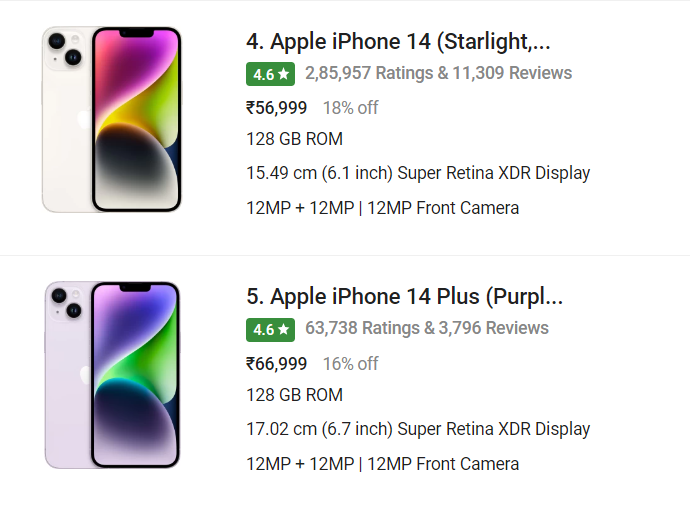 4. Apple iPhone 14 (Starlight,...
4.6★ 2,85,957 Ratings & 11,309 Reviews
₹56,999 18% off
128 GB ROM
15.49 cm (6.1 inch) Super Retina XDR Display
12MP + 12MP | 12MP Front Camera
5. Apple iPhone 14 Plus (Purpl...
4.6★ 63,738 Ratings & 3,796 Reviews
₹66,999 16% off
128 GB ROM
17.02 cm (6.7 inch) Super Retina XDR Display
12MP + 12MP | 12MP Front Camera